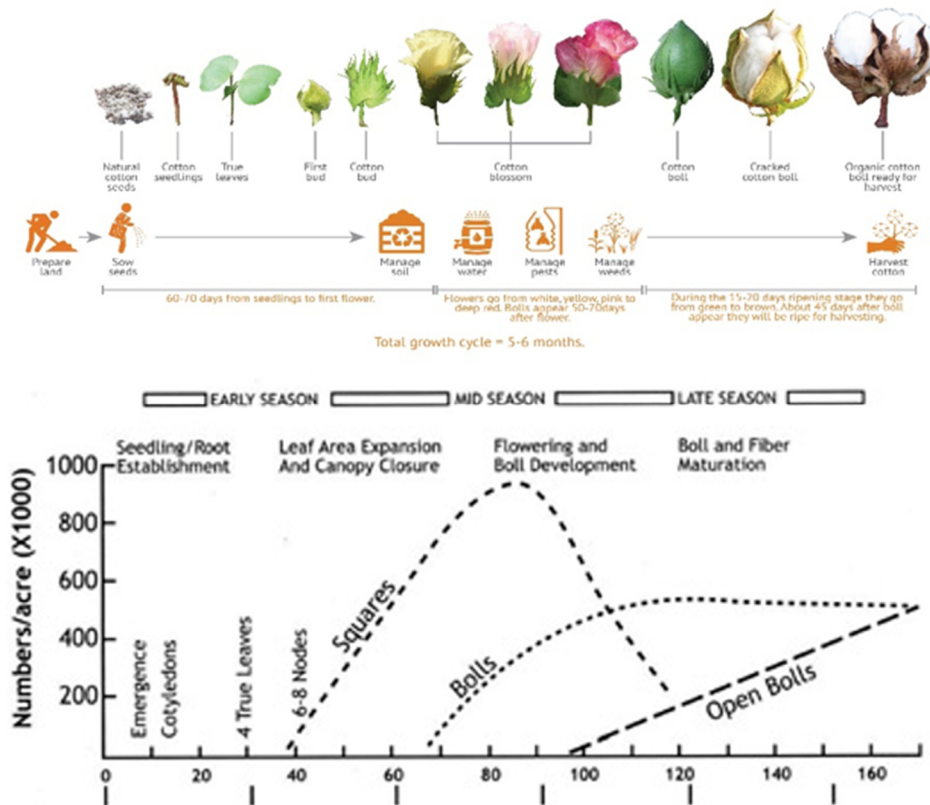 Natural
cotton
seeds
Cotton
seedlings
True
leaves
First
bud
Cotton
bud
Cotton
blossom
Cotton
boll
Cracked
cotton boll
Organic cotton
boll ready for
harvest
Prepare
land
Sow
seeds
Manage
soil
Manage
water
Manage
pests
Manage
weeds
Harvest
cotton
60-70 days from seedlings to first flower.
Flowers go from white, yellow, pink to
deep red. Bolls appear 50-70days
after flower.
During the 15-20 days ripening stage they go
from green to brown. About 45 days after boll
appear they will be ripe for harvesting.
Total growth cycle = 5-6 months.
EARLY SEASON MID SEASON LATE SEASON
Seedling/Root
Establishment
Leaf Area Expansion
And Canopy Closure
Flowering and
Boll Development
Boll and Fiber
Maturation
Numbers/acre (X1000)
1000
800
600
400
200
Emergence
Cotyledons
4 True Leaves
6-8 Nodes
Squares
Bolls
Open Bolls
0 20 40 60 80 100 120 140 160